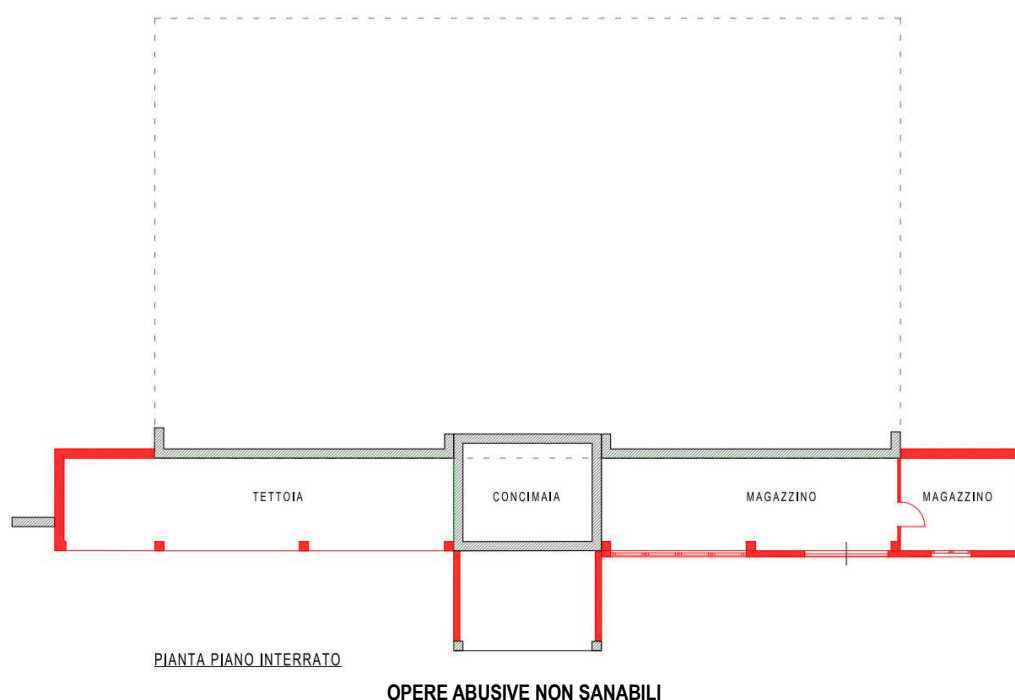 TETTOIA
CONCIMAIA
MAGAZZINO
MAGAZZINO
PIANTA PIANO INTERRATO
OPERE ABUSIVE NON SANABILI